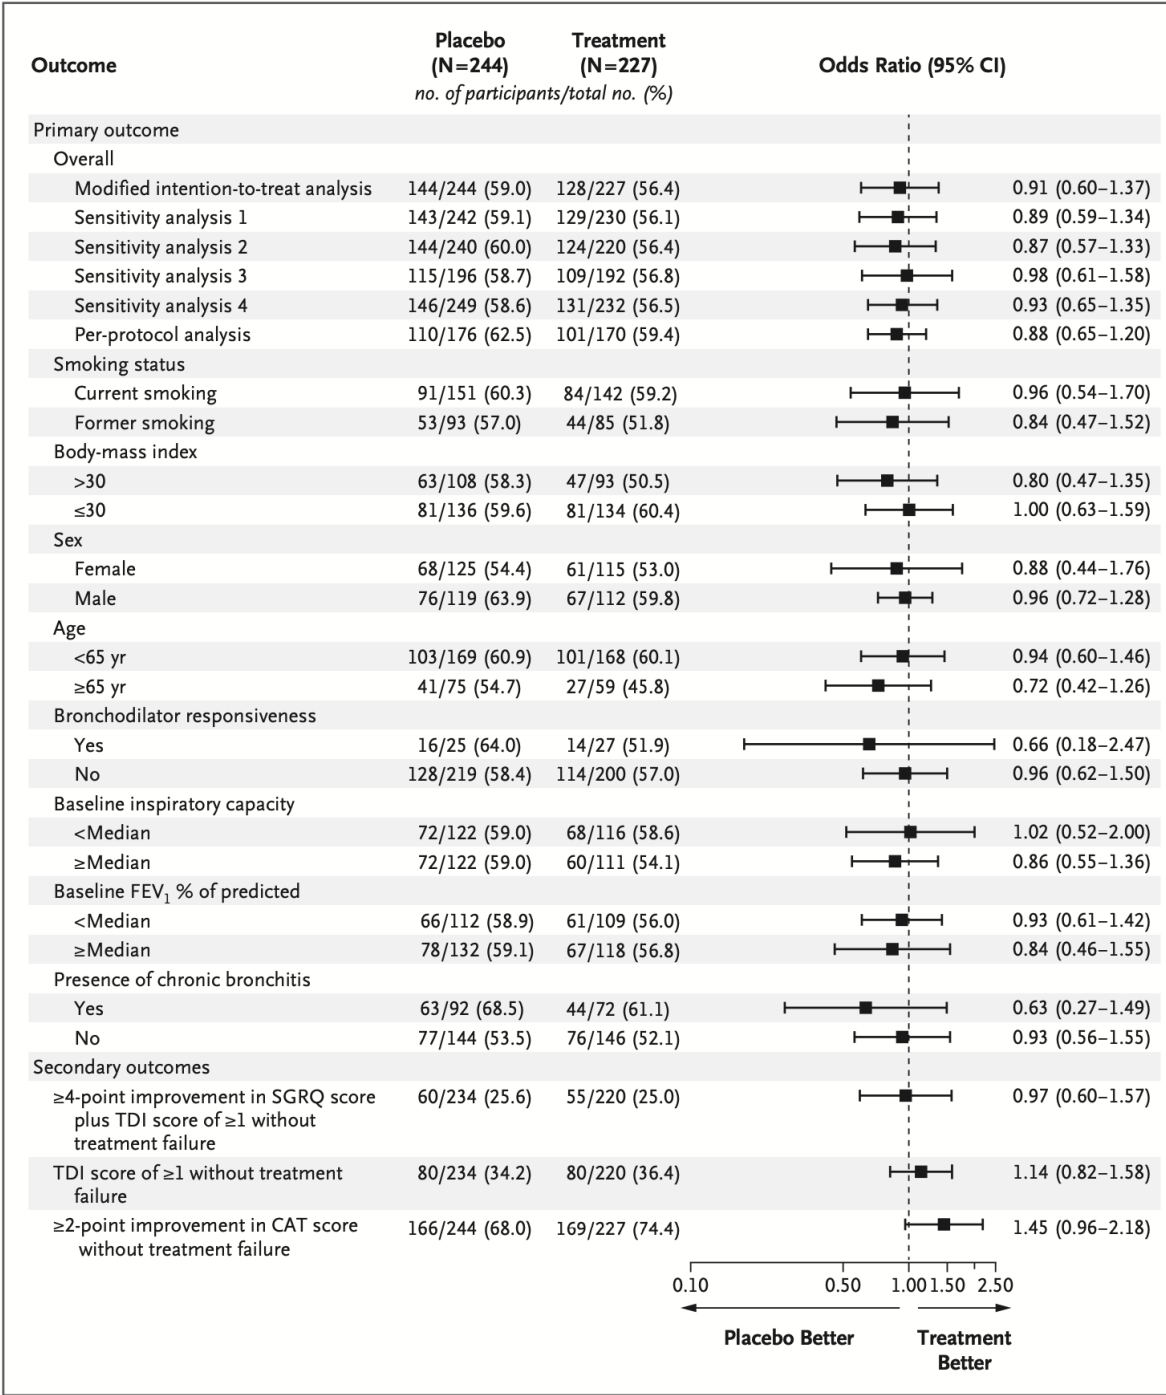 Outcome
Placebo
(N=244)
Treatment
(N=227)
Odds Ratio (95% CI)
no. of participants/total no. (%)
Primary outcome
Overall
Modified intention-to-treat analysis 144/244 (59.0) 128/227 (56.4) 0.91 (0.60–1.37)
Sensitivity analysis 1 143/242 (59.1) 129/230 (56.1) 0.89 (0.59–1.34)
Sensitivity analysis 2 144/240 (60.0) 124/220 (56.4) 0.87 (0.57–1.33)
Sensitivity analysis 3 115/196 (58.7) 109/192 (56.8) 0.98 (0.61–1.58)
Sensitivity analysis 4 146/249 (58.6) 131/232 (56.5) 0.93 (0.65–1.35)
Per-protocol analysis 110/176 (62.5) 101/170 (59.4) 0.88 (0.65–1.20)
Smoking status
Current smoking 91/151 (60.3) 84/142 (59.2) 0.96 (0.54–1.70)
Former smoking 53/93 (57.0) 44/85 (51.8) 0.84 (0.47–1.52)
Body-mass index
>30 63/108 (58.3) 47/93 (50.5) 0.80 (0.47–1.35)
≤30 81/136 (59.6) 81/134 (60.4) 1.00 (0.63–1.59)
Sex
Female 68/125 (54.4) 61/115 (53.0) 0.88 (0.44–1.76)
Male 76/119 (63.9) 67/112 (59.8) 0.96 (0.72–1.28)
Age
<65 yr 103/169 (60.9) 101/168 (60.1) 0.94 (0.60–1.46)
≥65 yr 41/75 (54.7) 27/59 (45.8) 0.72 (0.42–1.26)
Bronchodilator responsiveness
Yes 16/25 (64.0) 14/27 (51.9) 0.66 (0.18–2.47)
No 128/219 (58.4) 114/200 (57.0) 0.96 (0.62–1.50)
Baseline inspiratory capacity
<Median 72/122 (59.0) 68/116 (58.6) 1.02 (0.52–2.00)
≥Median 72/122 (59.0) 60/111 (54.1) 0.86 (0.55–1.36)
Baseline FEV₁ % of predicted
<Median 66/112 (58.9) 61/109 (56.0) 0.93 (0.61–1.42)
≥Median 78/132 (59.1) 67/118 (56.8) 0.84 (0.46–1.55)
Presence of chronic bronchitis
Yes 63/92 (68.5) 44/72 (61.1) 0.63 (0.27–1.49)
No 77/144 (53.5) 76/146 (52.1) 0.93 (0.56–1.55)
Secondary outcomes
≥4-point improvement in SGRQ score 60/234 (25.6) 55/220 (25.0) 0.97 (0.60–1.57)
plus TDI score of ≥1 without
treatment failure
TDI score of ≥1 without treatment 80/234 (34.2) 80/220 (36.4) 1.14 (0.82–1.58)
failure
≥2-point improvement in CAT score 166/244 (68.0) 169/227 (74.4) 1.45 (0.96–2.18)
without treatment failure
0.10 0.50 1.00 1.50 2.50
Placebo Better
Treatment
Better